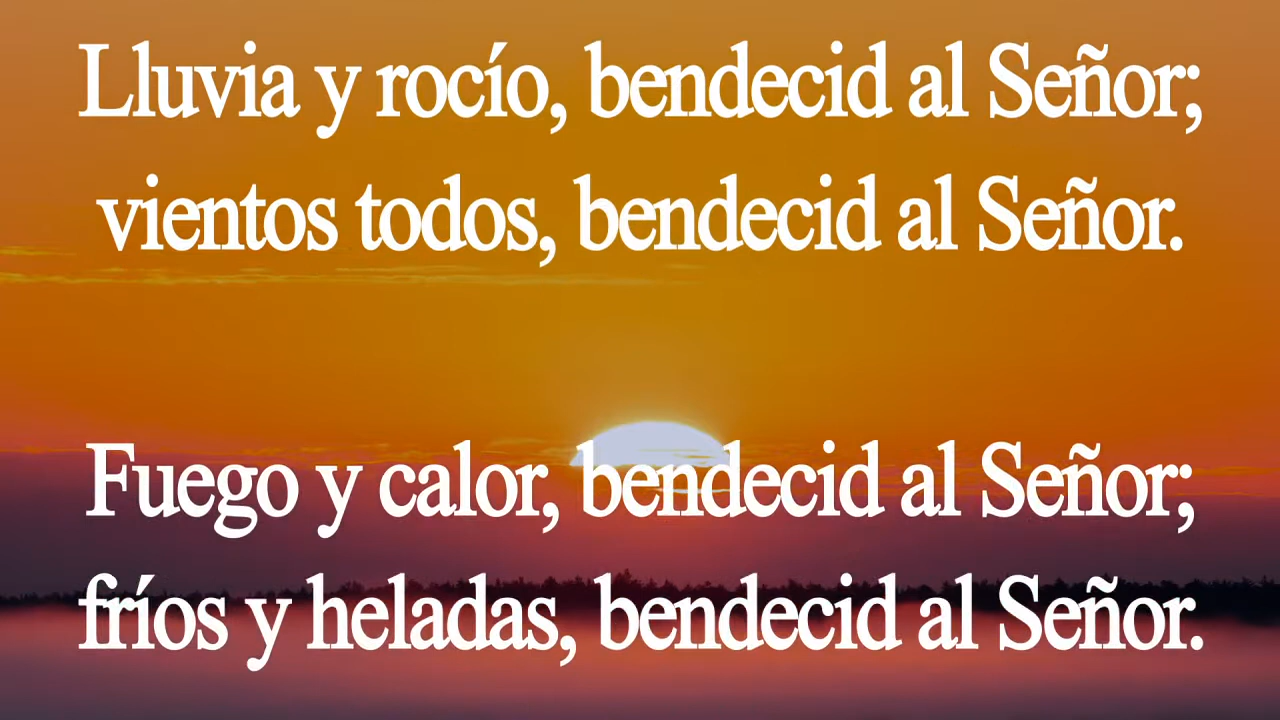 Lluvia y rocío, bendecid al Señor;
vientos todos, bendecid al Señor.
Fuego y calor, bendecid al Señor;
fríos y heladas, bendecid al Señor.